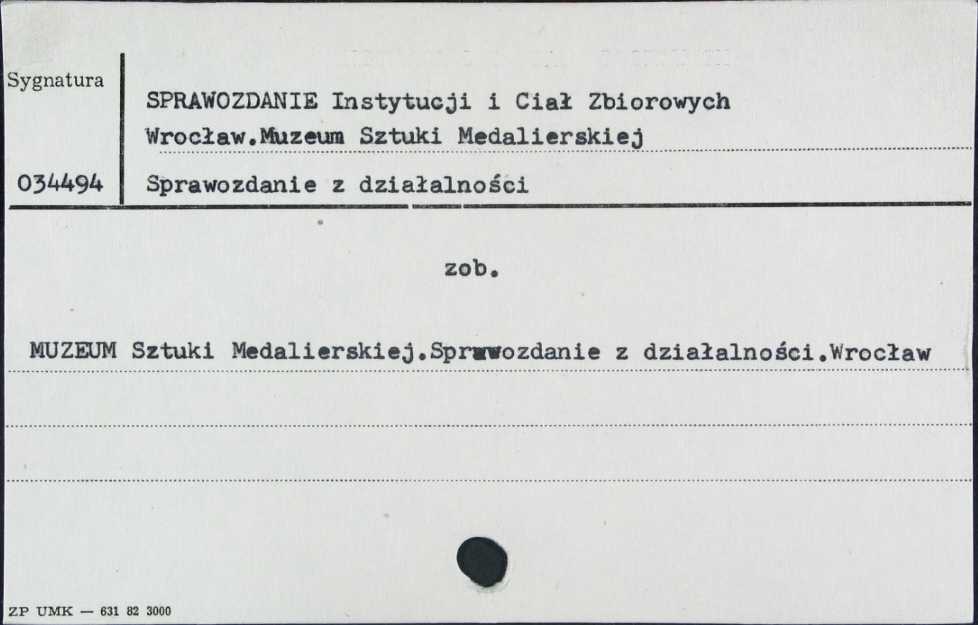 Sygnatura
SPRAWOZDANIE Instytucji i Ciał Zbiorowych
Wrocław.Muzeum Sztuki Medalierskiej
034494
Sprawozdanie z działalności
zob.
MUZEUM Sztuki Medalierskiej.Sprawozdanie z działalności.Wrocław
ZP UMK — 631 82 3000